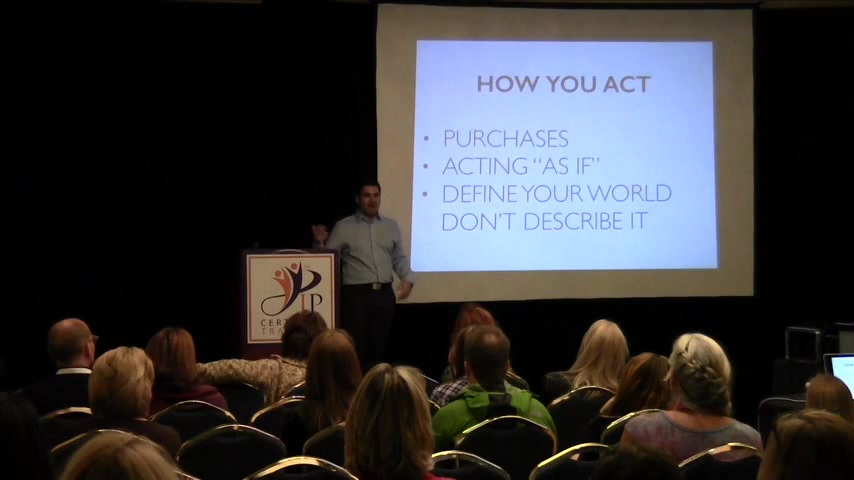 HOW YOU ACT
• PURCHASES
• ACTING "AS IF"
• DEFINE YOUR WORLD
DON'T DESCRIBE IT